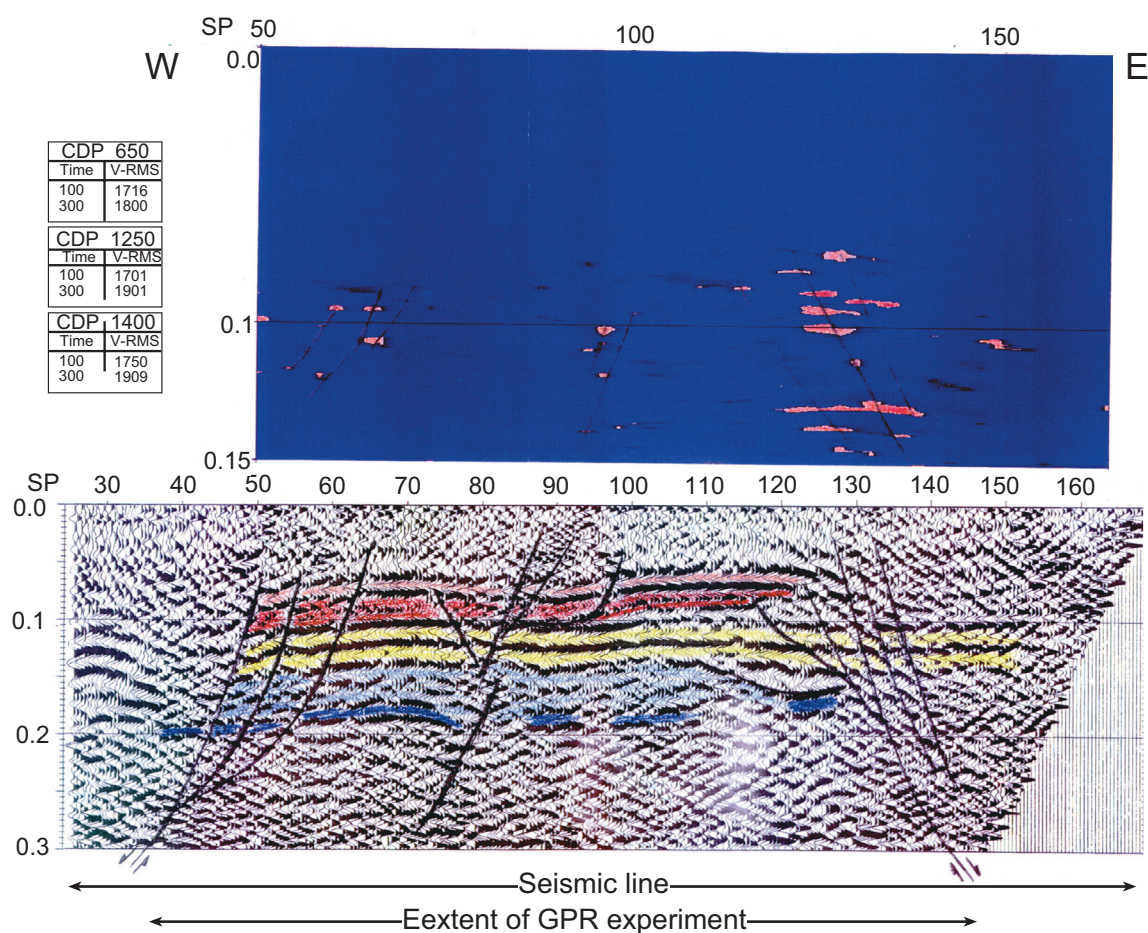 SP 50 100 150
0.0
W E
CDP 650
Time V-RMS
100 1716
300 1800
CDP 1250
Time V-RMS
100 1701
300 1901
0.1
CDP 1400
Time V-RMS
100 1750
300 1909
0.15
SP 30 40 50 60 70 80 90 100 110 120 130 140 150 160
0.0
0.1
0.2
0.3
Seismic line
Eextent of GPR experiment